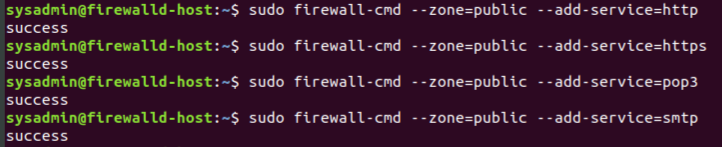 sysadmin@firewalld-host:~$ sudo firewall-cmd --zone=public --add-service=http
success
sysadmin@firewalld-host:~$ sudo firewall-cmd --zone=public --add-service=https
success
sysadmin@firewalld-host:~$ sudo firewall-cmd --zone=public --add-service=pop3
success
sysadmin@firewalld-host:~$ sudo firewall-cmd --zone=public --add-service=smtp
success